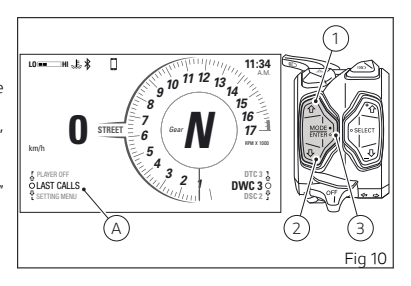 1
LO HI
11:34
A.M.
0
km/h
STREET
Gear
N
1
2
3
4
5
6
7
8
9
10
11
12
13
14
15
16
17
RPM X 1000
PLAYER OFF
LAST CALLS
SETTING MENU
DTC 3
DWC 3
DSC 2
MODE
ENTER
SELECT
OFF
A
2
3
Fig 10